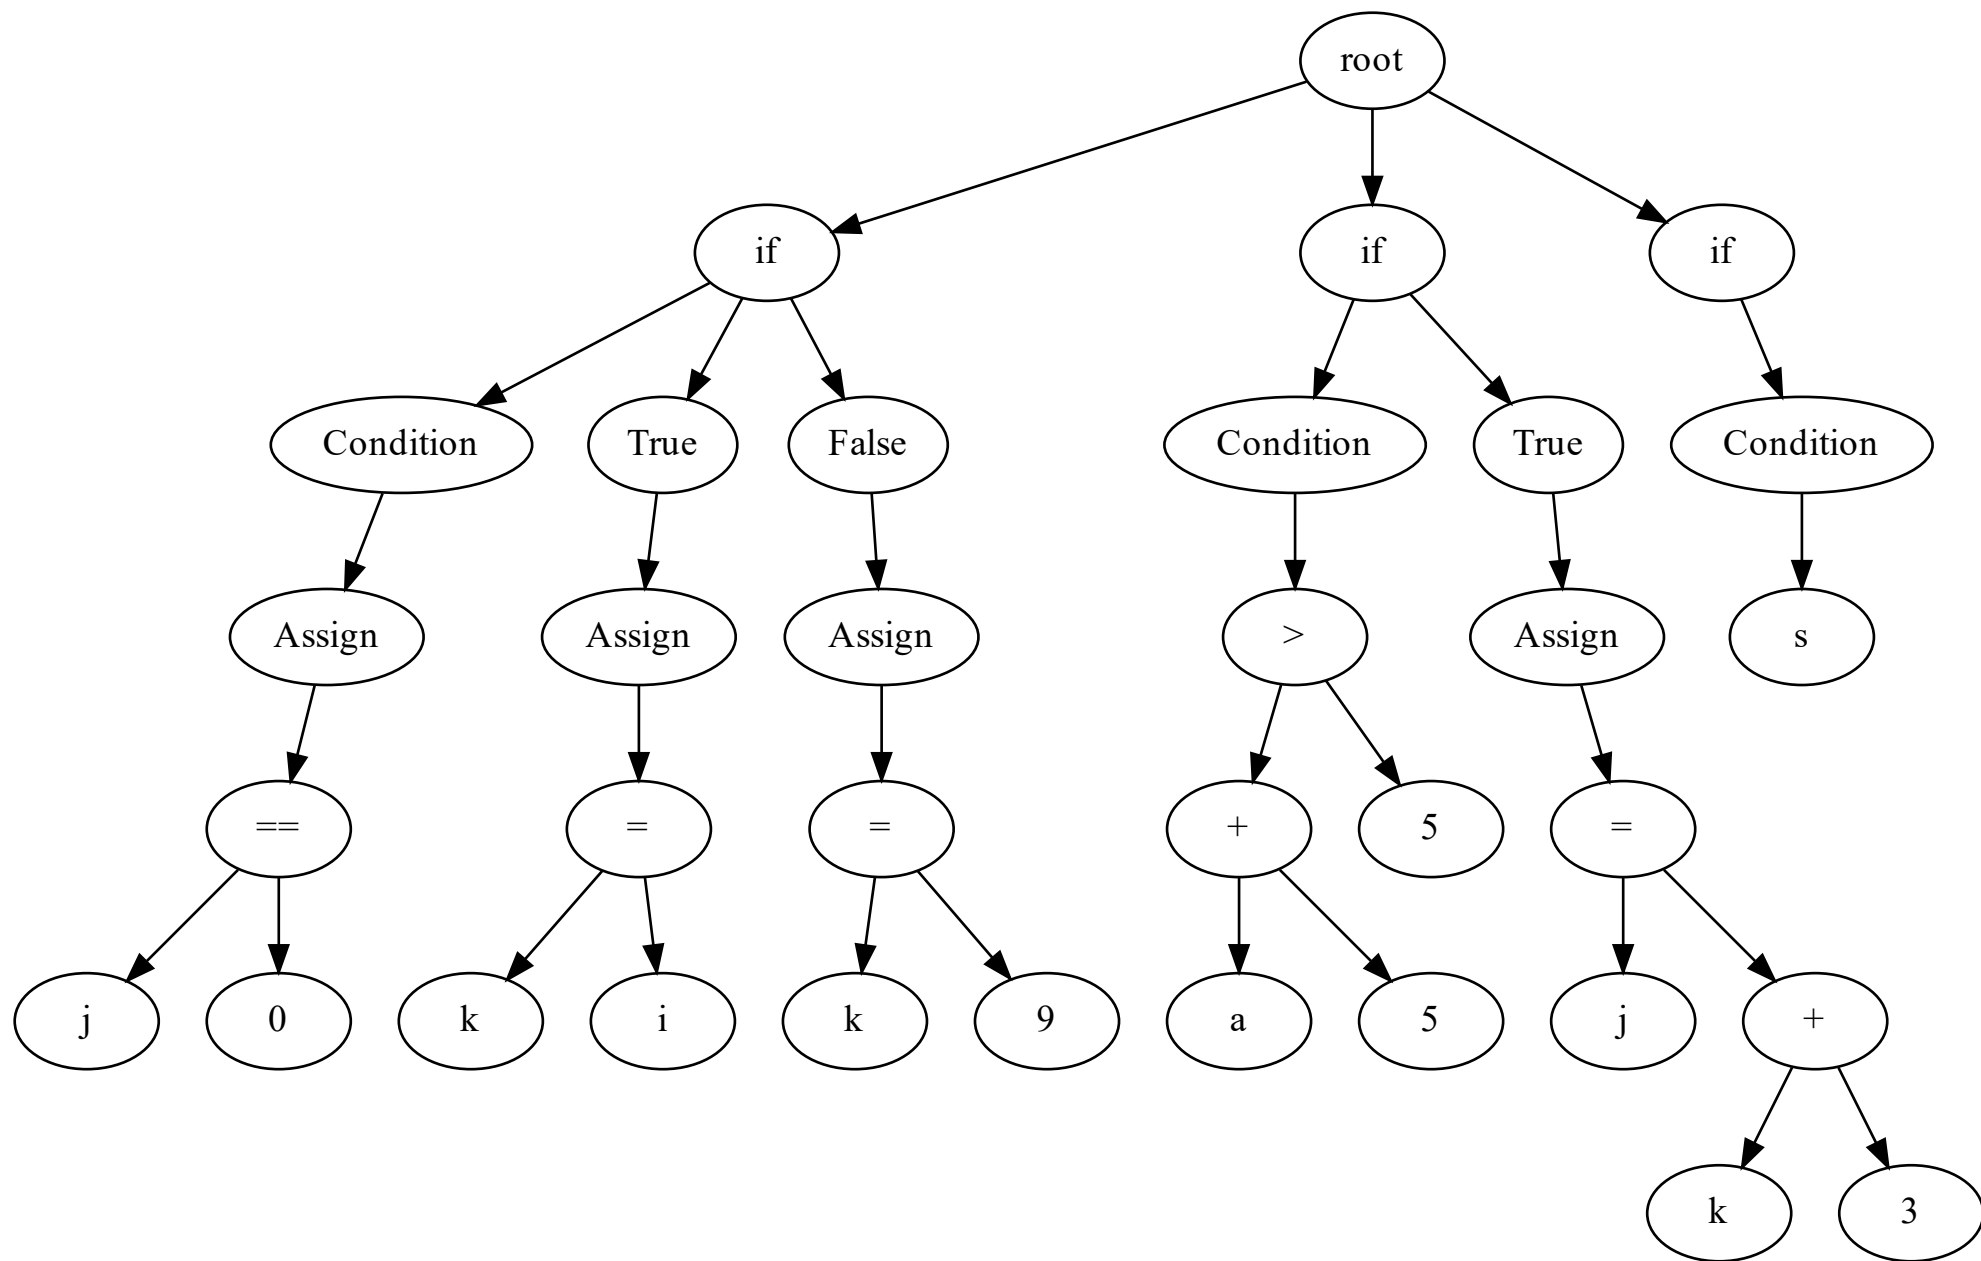 root
if
if
if
Condition
True
False
Condition
True
Condition
Assign
Assign
Assign
>
Assign
s
==
=
=
+
5
=
j
0
k
i
k
9
a
5
j
+
k
3